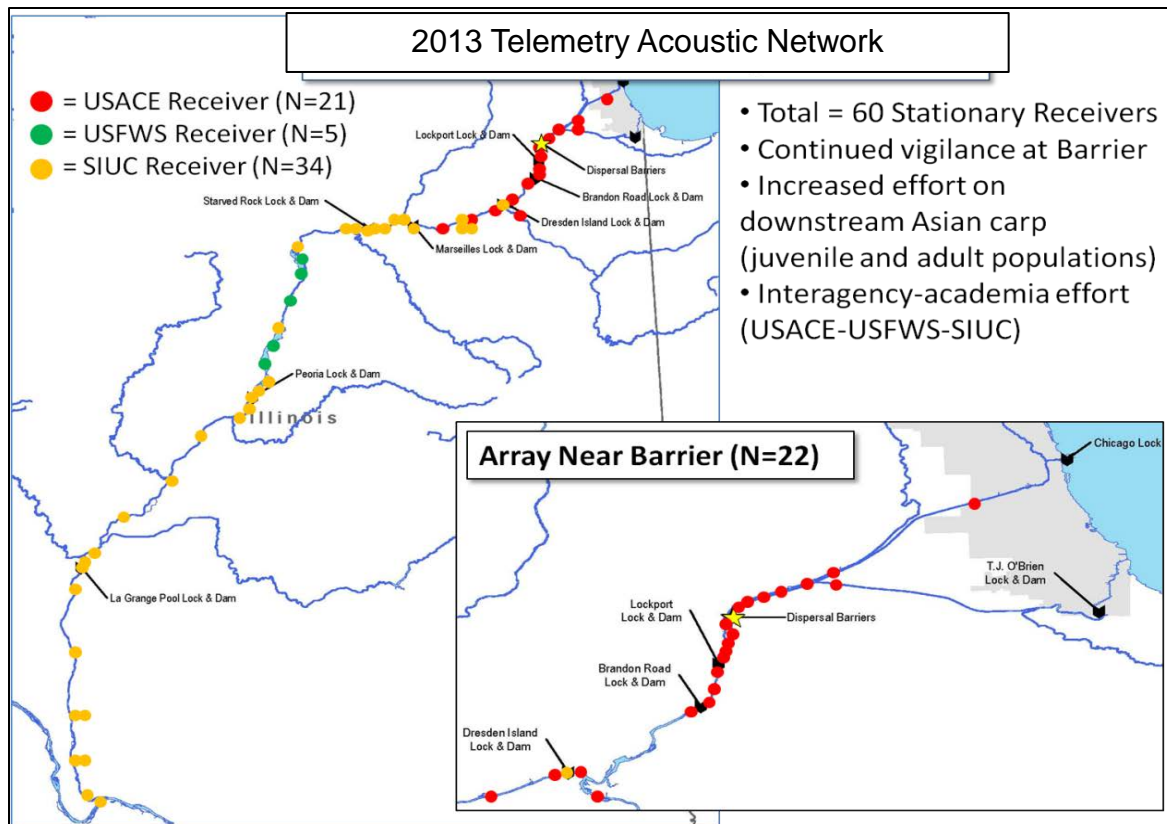 2013 Telemetry Acoustic Network
= USACE Receiver (N=21)
= USFWS Receiver (N=5)
= SIUC Receiver (N=34)
• Total = 60 Stationary Receivers
• Continued vigilance at Barrier
• Increased effort on
downstream Asian carp
(juvenile and adult populations)
• Interagency-academia effort
(USACE-USFWS-SIUC)
Lockport Lock & Dam
Dispersal Barriers
Brandon Road Lock & Dam
Starved Rock Lock & Dam
Dresden Island Lock & Dam
Marseilles Lock & Dam
Peoria Lock & Dam
Illinois
La Grange Pool Lock & Dam
Array Near Barrier (N=22)
Chicago Lock
T.J. O'Brien
Lock & Dam
Lockport
Lock & Dam
Dispersal Barriers
Brandon Road
Lock & Dam
Dresden Island
Lock & Dam